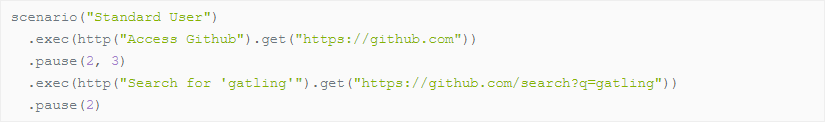 scenario("Standard User")
.exec(http("Access Github").get("https://github.com"))
.pause(2, 3)
.exec(http("Search for 'gatling'").get("https://github.com/search?q=gatling"))
.pause(2)